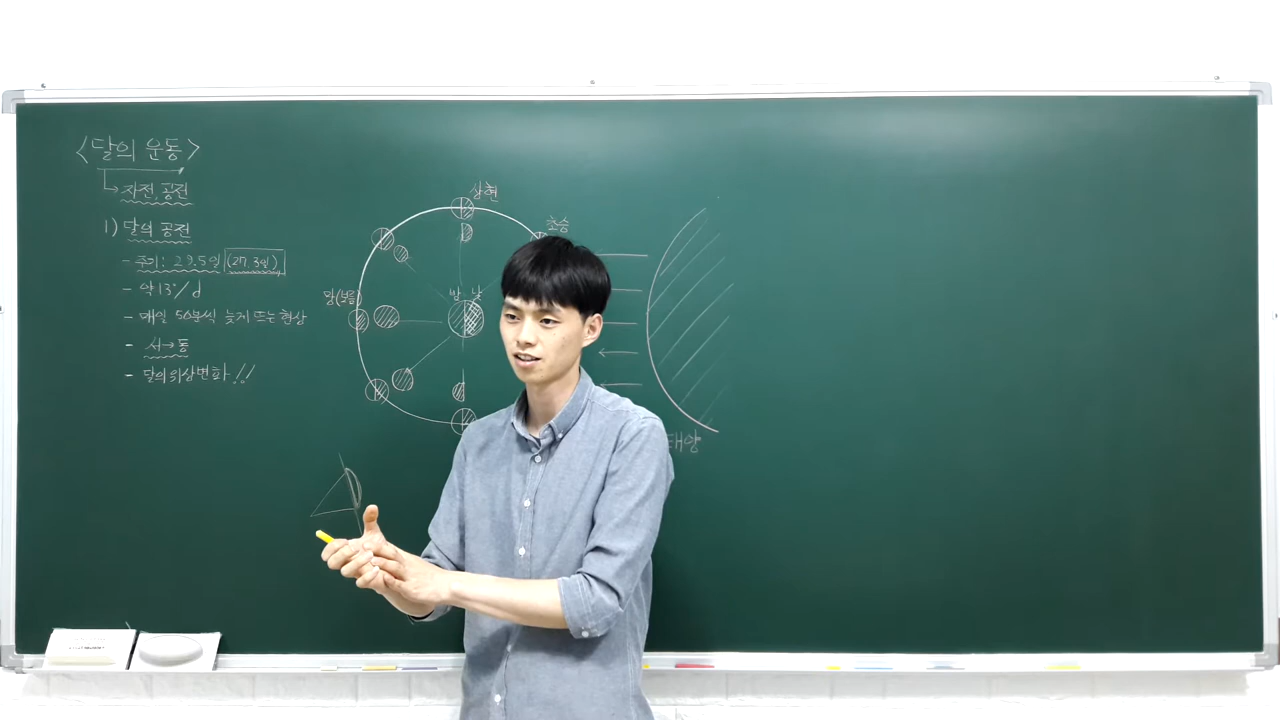 <달의 운동>
자전, 공전
1) 달의 공전
- 주기: 29.5일 (27.3일)
- 약13°/d
- 매일 50분씩 늦게 뜨는 현상
- 서→동
- 달의 위상변화!!
상현
초승
망(보름)
밤 낮
태양